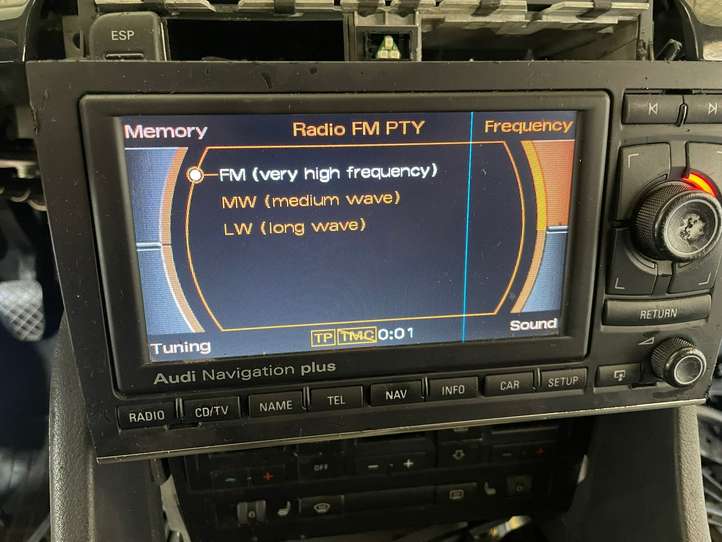 ESP
Memory
Radio FM PTY
Frequency
FM (very high frequency)
MW (medium wave)
LW (long wave)
TP TMC 0:01
Tuning
Sound
Audi Navigation plus
RETURN
RADIO
CD/TV
NAME
TEL
NAV
INFO
CAR
SETUP
OFF